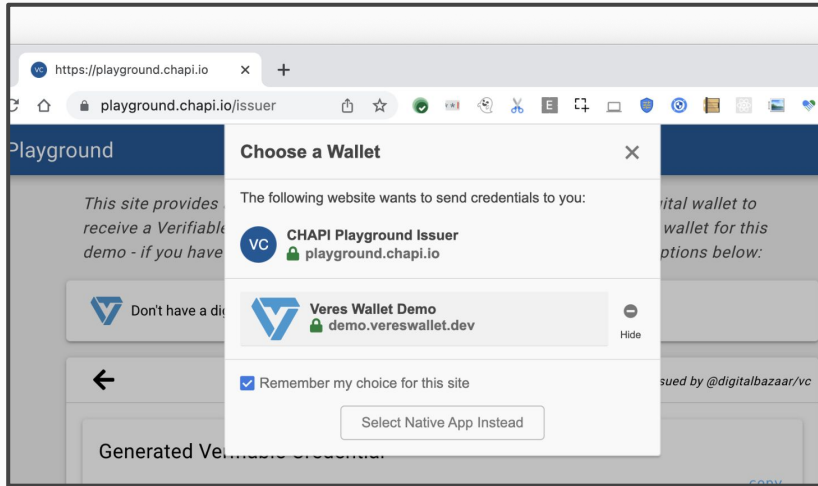 https://playground.chapi.io
playground.chapi.io/issuer
E
Playground
Choose a Wallet
This site provides
ital wallet to
The following website wants to send credentials to you:
receive a Verifiable
wallet for this
VC
CHAPI Playground Issuer
playground.chapi.io
demo - if you have
ptions below:
Don't have a dig
Veres Wallet Demo
demo.vereswallet.dev
Hide
Remember my choice for this site
sued by @digitalbazaar/vc
Select Native App Instead
Generated Ver